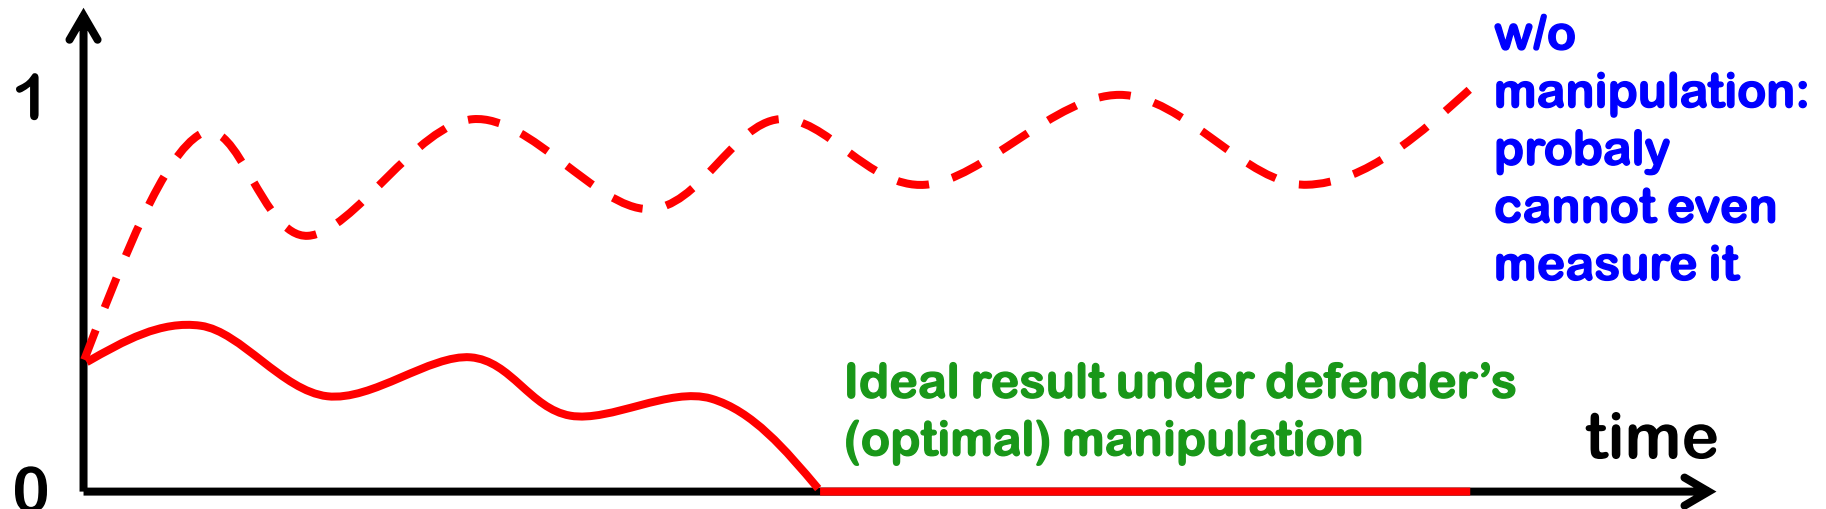 1
0
w/o
manipulation:
probaly
cannot even
measure it
Ideal result under defender’s
(optimal) manipulation
time